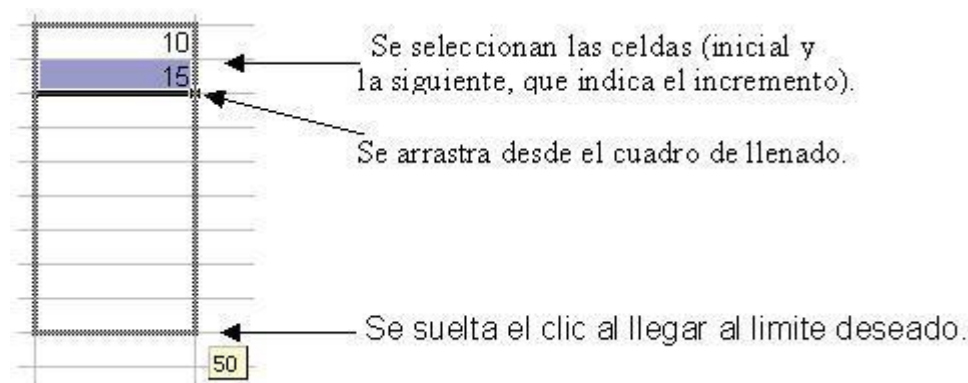 10
Se seleccionan las celdas (inicial y
15
la siguiente, que indica el incremento).
Se arrastra desde el cuadro de llenado.
Se suelta el clic al llegar al limite deseado.
50